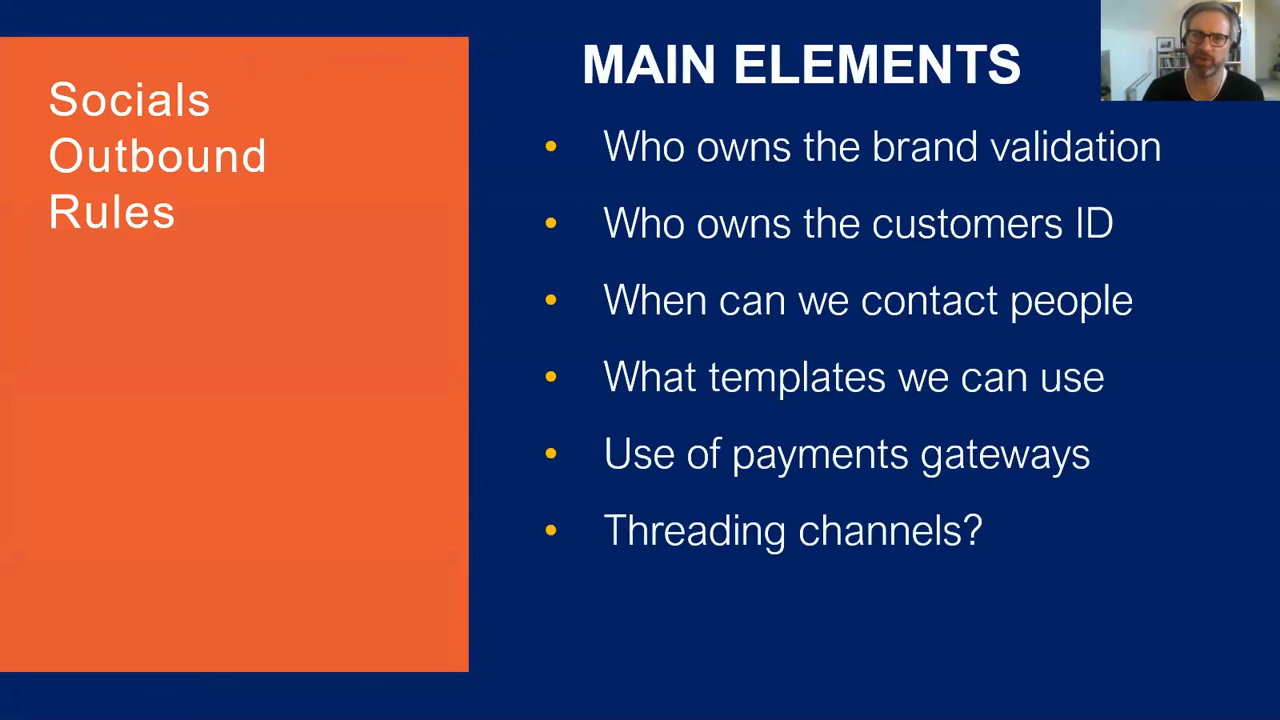 Socials
Outbound
Rules
MAIN ELEMENTS
• Who owns the brand validation
• Who owns the customers ID
• When can we contact people
• What templates we can use
• Use of payments gateways
• Threading channels?